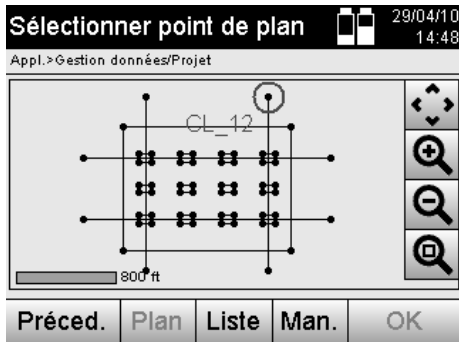 Sélectionner point de plan
29/04/10
14:48
Appl.>Gestion données/Projet
CL_12
800 ft
Préced. Plan Liste Man. OK